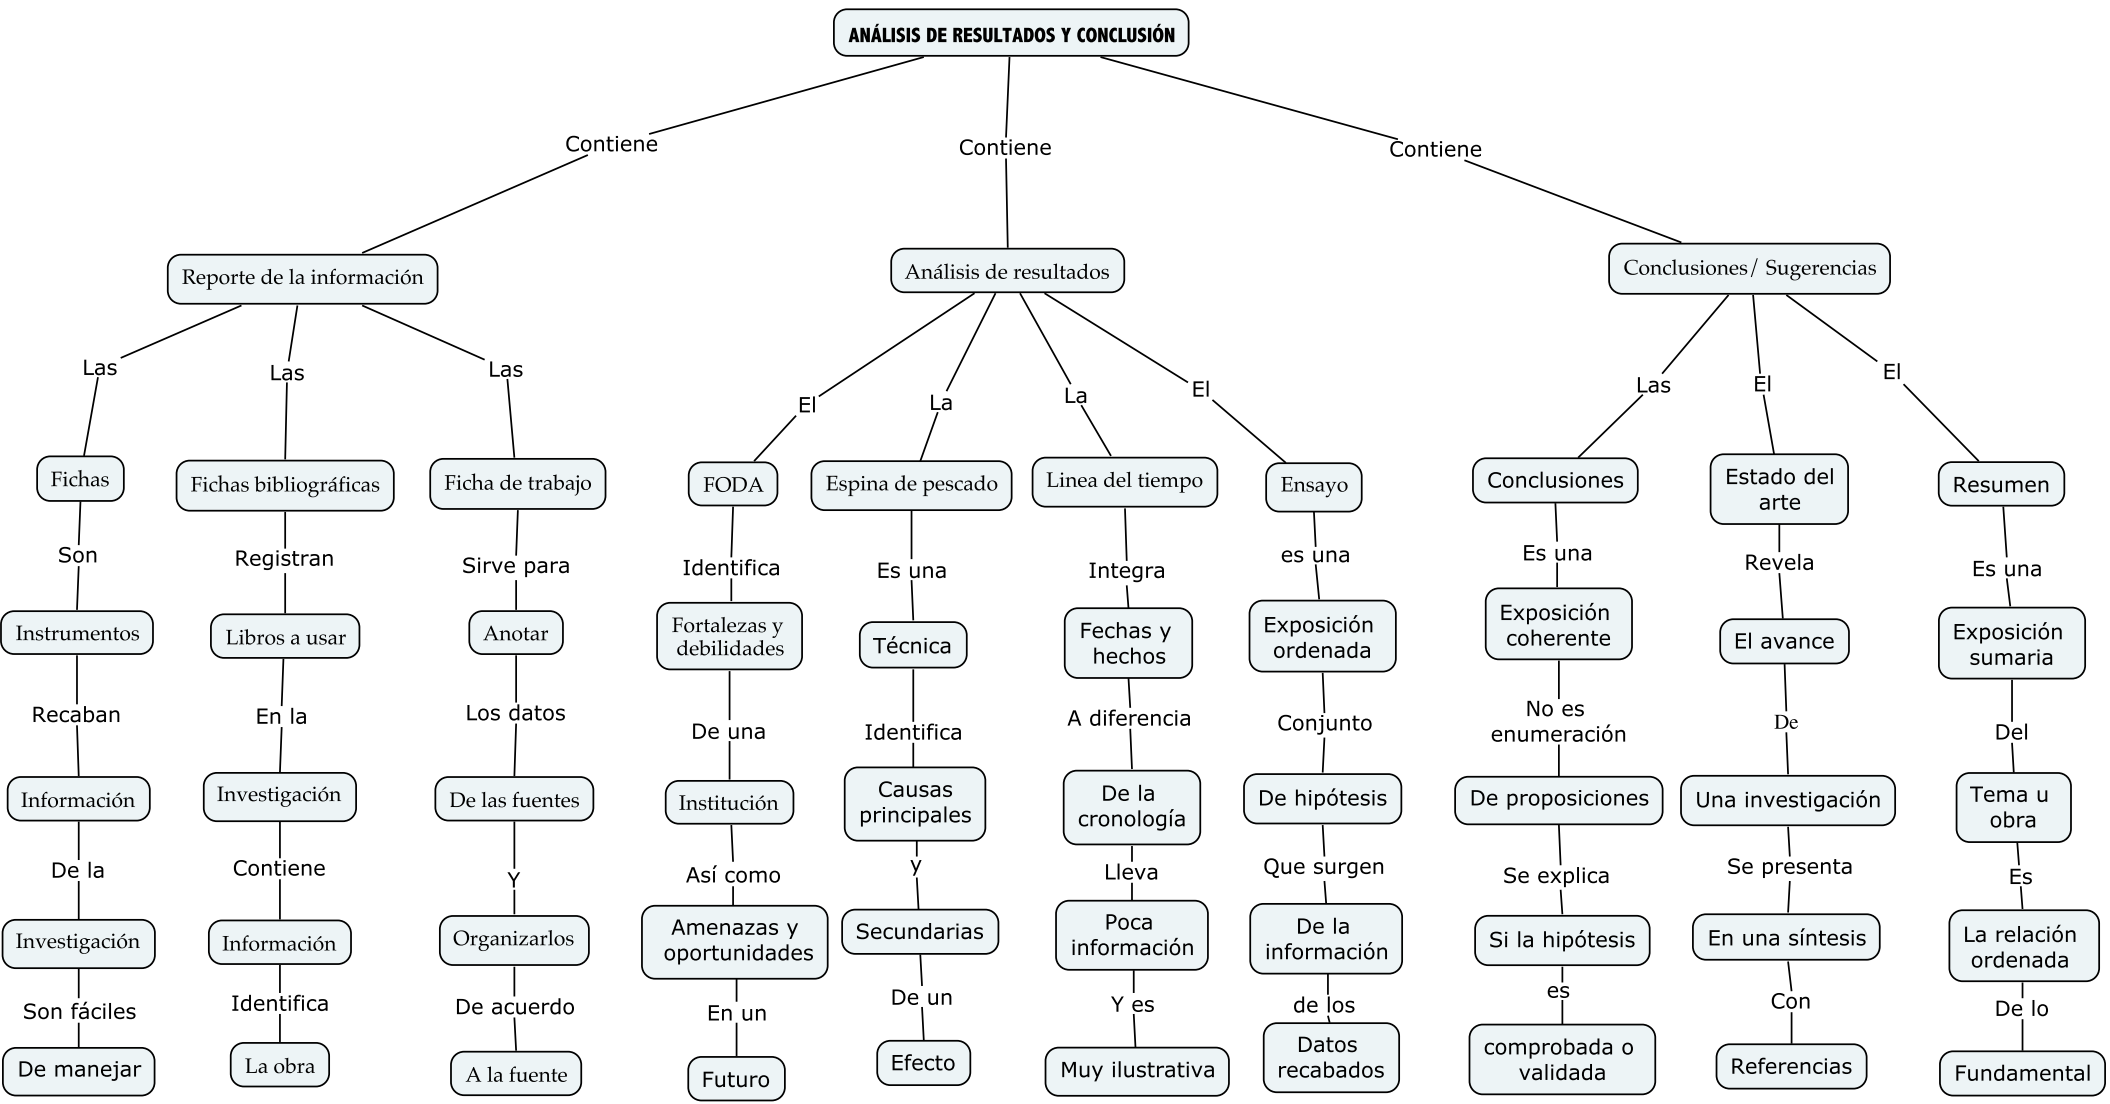 ANÁLISIS DE RESULTADOS Y CONCLUSIÓN
Contiene
Contiene
Contiene
Reporte de la información
Análisis de resultados
Conclusiones/ Sugerencias
Las
Las
Las
El
La
La
El
Las
El
El
Fichas
Son
Instrumentos
Recaban
Información
De la
Investigación
Son fáciles
De manejar
Fichas bibliográficas
Registran
Libros a usar
En la
Investigación
Contiene
Información
Identifica
La obra
Ficha de trabajo
Sirve para
Anotar
Los datos
De las fuentes
Y
Organizarlos
De acuerdo
A la fuente
FODA
Identifica
Fortalezas y
debilidades
De una
Institución
Así como
Amenazas y
oportunidades
En un
Futuro
Espina de pescado
Es una
Técnica
Identifica
Causas
principales
y
Secundarias
De un
Efecto
Linea del tiempo
Integra
Fechas y
hechos
A diferencia
De la
cronología
Lleva
Poca
información
Y es
Muy ilustrativa
Ensayo
es una
Exposición
ordenada
Conjunto
De hipótesis
Que surgen
De la
información
de los
Datos
recabados
Conclusiones
Es una
Exposición
coherente
No es
enumeración
De proposiciones
Se explica
Si la hipótesis
es
comprobada o
validada
Estado del
arte
Revela
El avance
De
Una investigación
Se presenta
En una síntesis
Con
Referencias
Resumen
Es una
Exposición
sumaria
Del
Tema u
obra
Es
La relación
ordenada
De lo
Fundamental